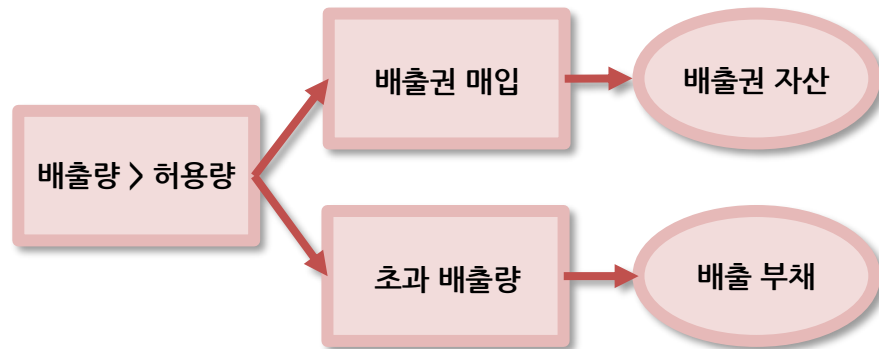 배출량 > 허용량
배출권 매입
배출권 자산
초과 배출량
배출 부채